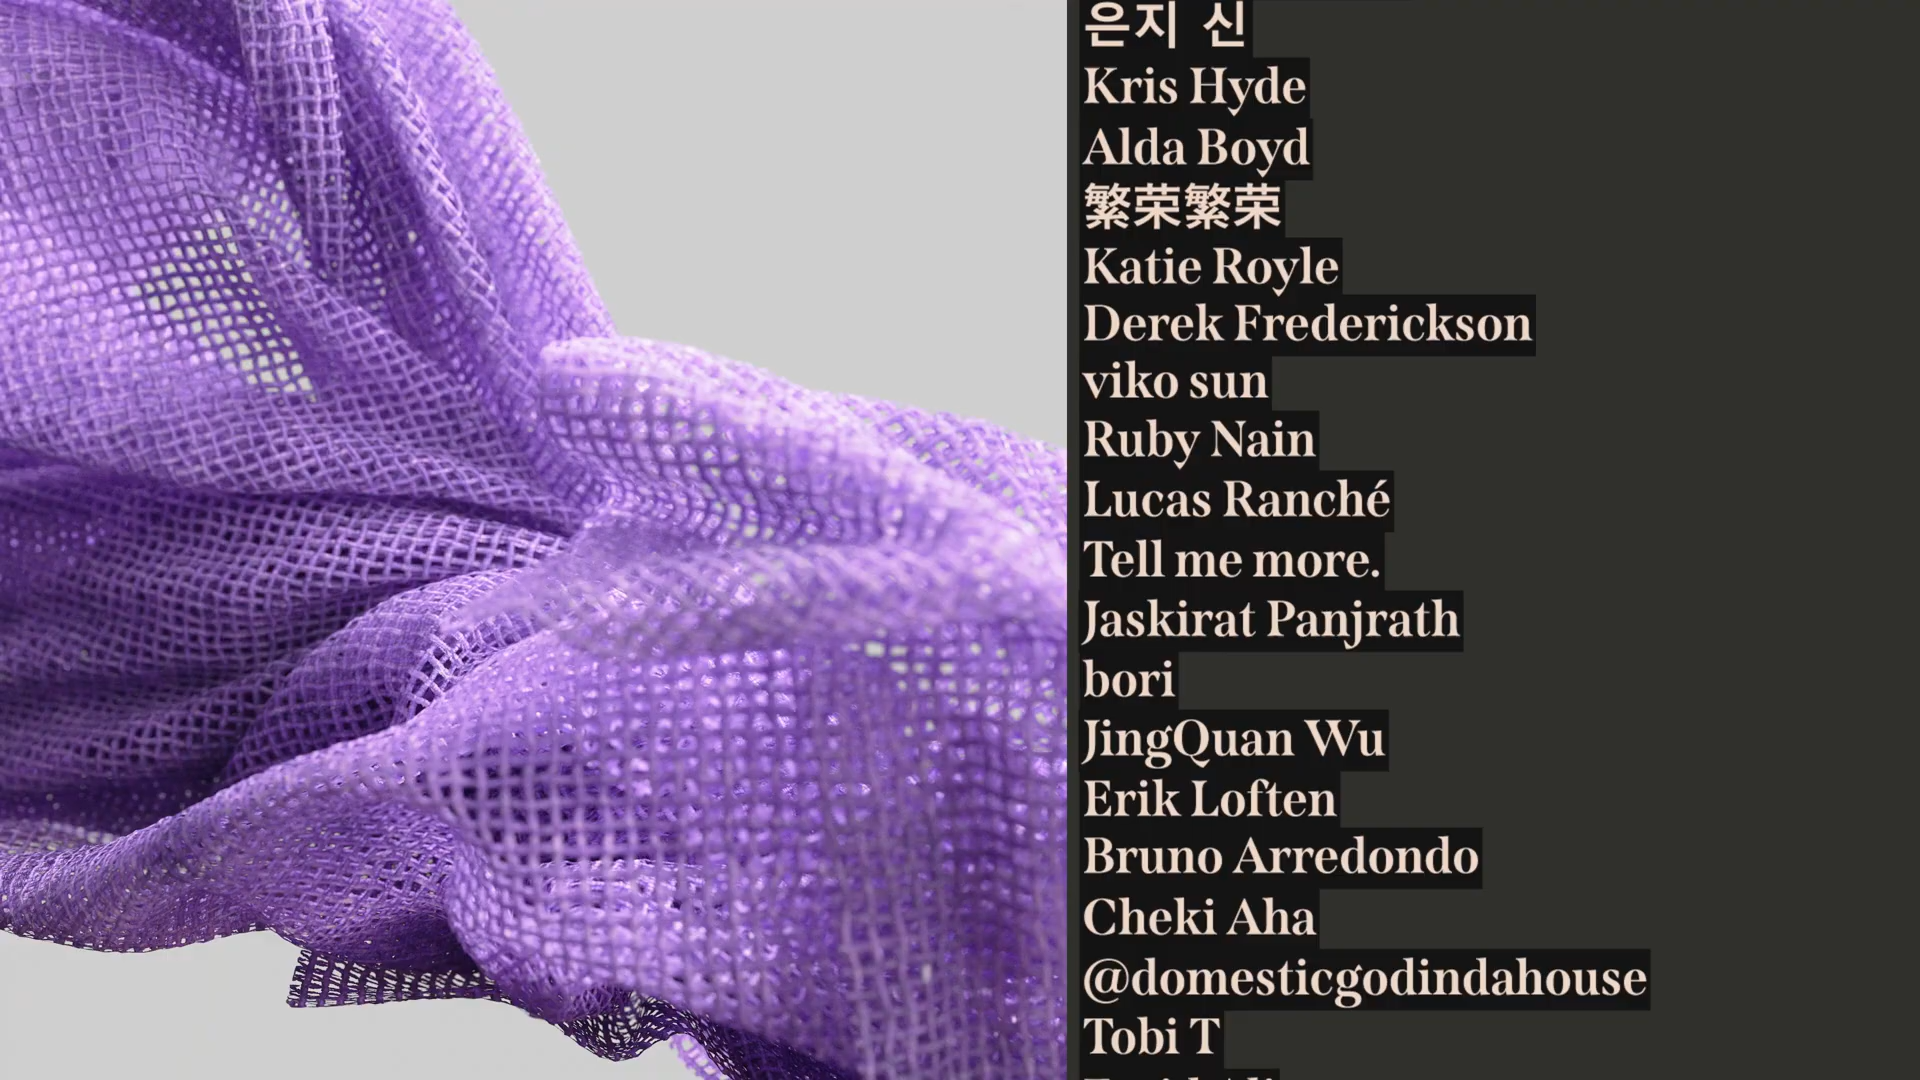 은지 신
Kris Hyde
Alda Boyd
繁荣繁荣
Katie Royle
Derek Frederickson
viko sun
Ruby Nain
Lucas Ranché
Tell me more.
Jaskirat Panjrath
bori
JingQuan Wu
Erik Loften
Bruno Arredondo
Cheki Aha
@domesticgodindahouse
Tobi T